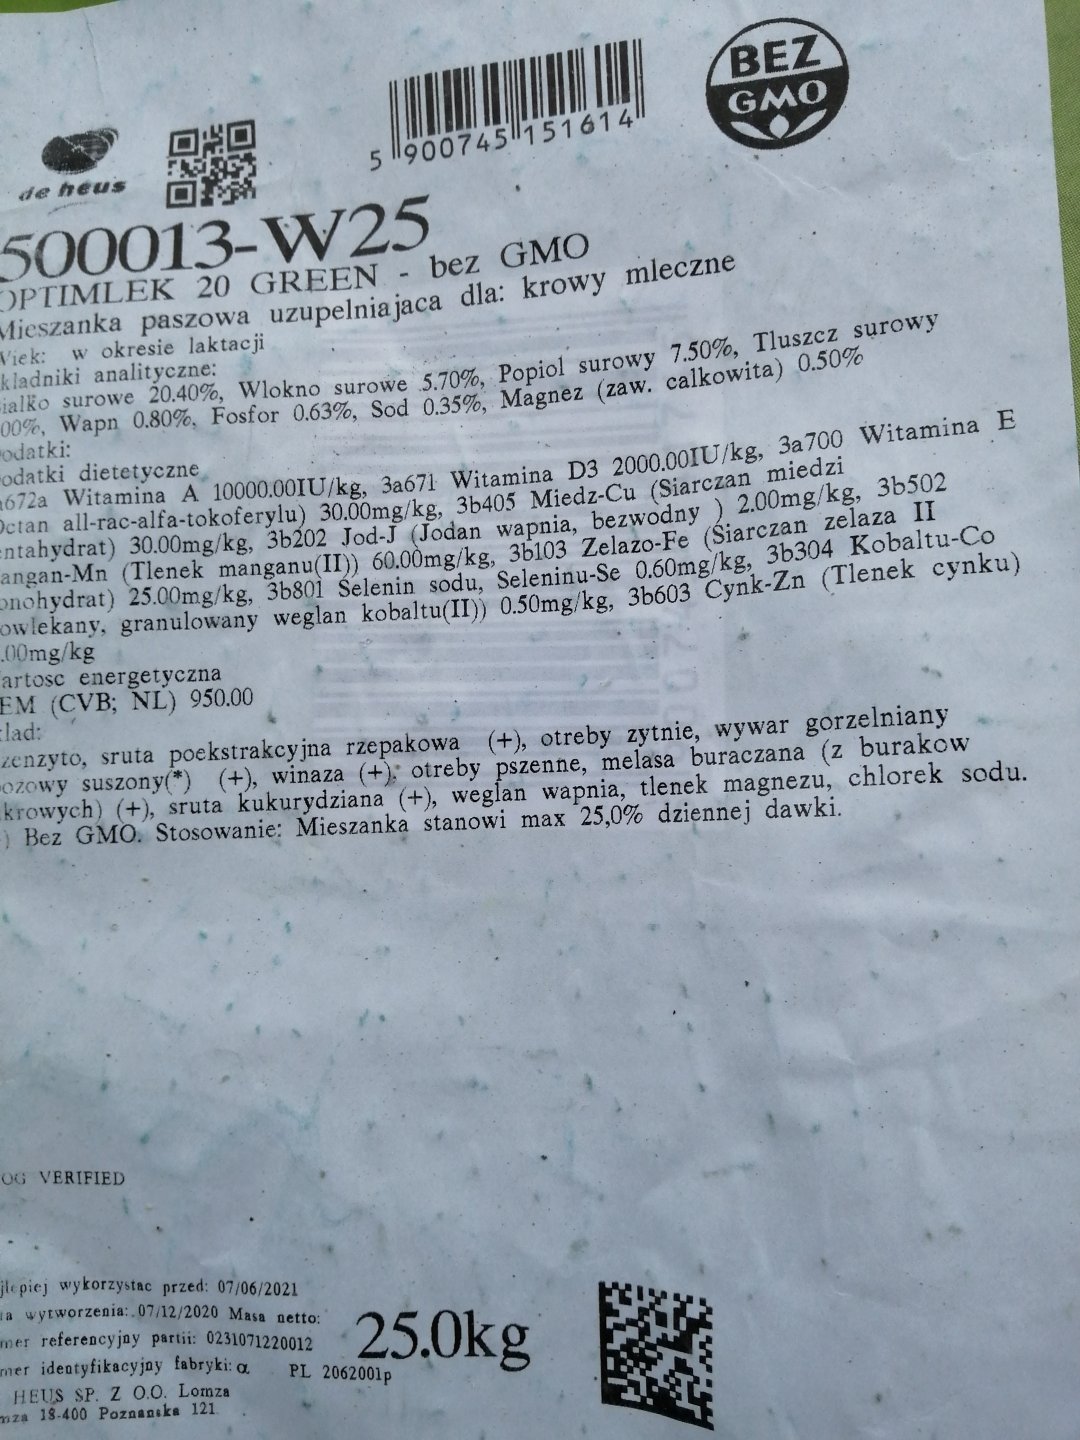 BEZ
GMO
5 900745 151614
de heus
500013-W25
OPTIMLEK 20 GREEN - bez GMO
Mieszanka paszowa uzupelniajaca dla: krowy mleczne
Wiek: w okresie laktacji
kladniki analityczne:
ialko surowe 20.40%, Wlokno surowe 5.70%, Popiol surowy 7.50%, Tluszcz surowy
00%, Wapn 0.80%, Fosfor 0.63%, Sod 0.35%, Magnez (zaw. calkowita) 0.50%
odatki:
odatki dietetyczne
a672a Witamina A 10000.00IU/kg, 3a671 Witamina D3 2000.00IU/kg, 3a700 Witamina E
Octan all-rac-alfa-tokoferylu) 30.00mg/kg, 3b405 Miedz-Cu (Siarczan miedzi
entahydrat) 30.00mg/kg, 3b202 Jod-J (Jodan wapnia, bezwodny ) 2.00mg/kg, 3b502
angan-Mn (Tlenek manganu(II)) 60.00mg/kg, 3b103 Zelazo-Fe (Siarczan zelaza II
onohydrat) 25.00mg/kg, 3b801 Selenin sodu, Seleninu-Se 0.60mg/kg, 3b304 Kobaltu-Co
owlekany, granulowany weglan kobaltu(II)) 0.50mg/kg, 3b603 Cynk-Zn (Tlenek cynku)
.00mg/kg
artosc energetyczna
EM (CVB; NL) 950.00
lad:
zenzyto, sruta poekstrakcyjna rzepakowa (+), otreby zytnie, wywar gorzelniany
ozowy suszony(*) (+), winaza (+), otreby pszenne, melasa buraczana (z burakow
krowych) (+), sruta kukurydziana (+), weglan wapnia, tlenek magnezu, chlorek sodu.
) Bez GMO. Stosowanie: Mieszanka stanowi max 25,0% dziennej dawki.
OG VERIFIED
jlepiej wykorzystac przed: 07/06/2021
ta wytworzenia: 07/12/2020 Masa netto:
mer referencyjny partii: 0231071220012
25.0kg
mer identyfikacyjny fabryki: α PL 2062001p
HEUS SP. Z O.O. Lomza
mza 18-400 Poznanska 121